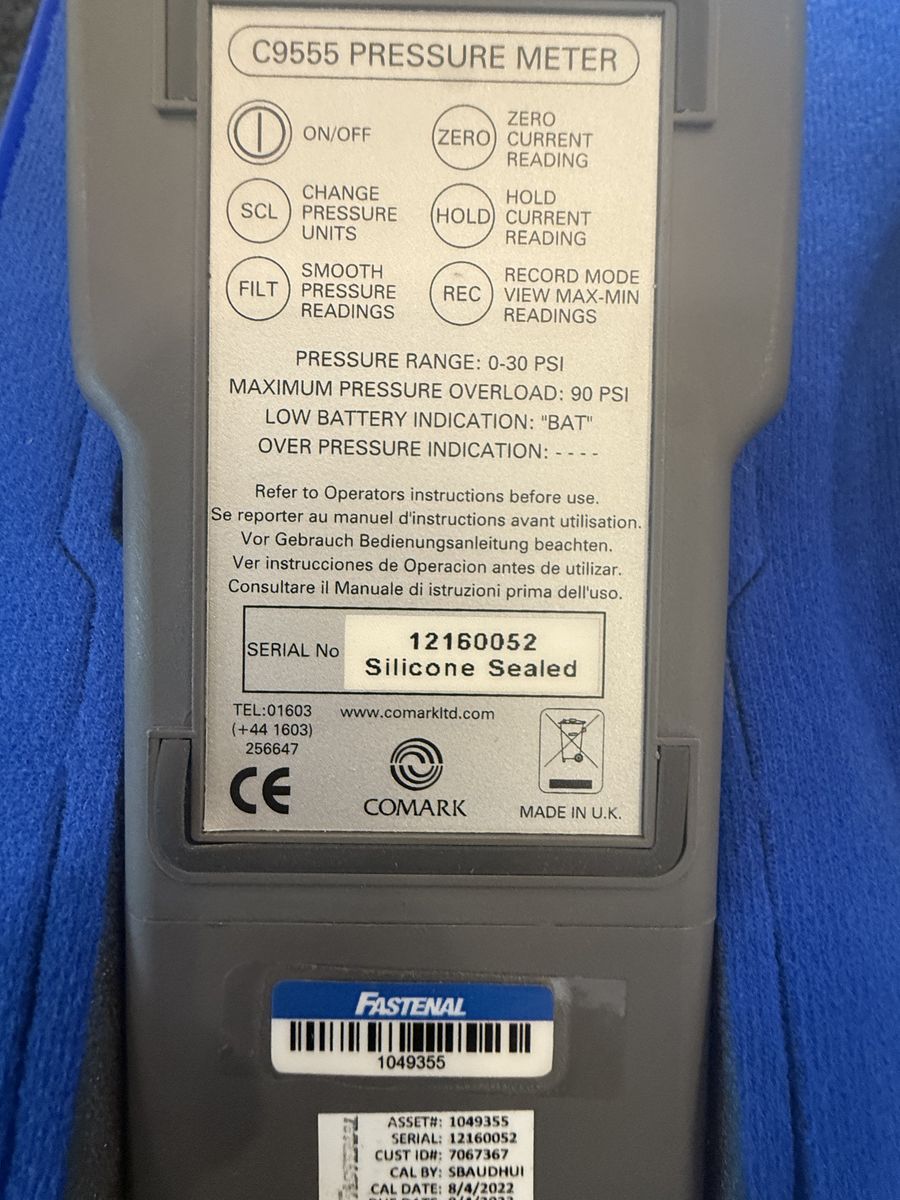 C9555 PRESSURE METER
ON/OFF
ZERO
ZERO
CURRENT
READING
SCL
CHANGE
PRESSURE
UNITS
HOLD
HOLD
CURRENT
READING
FILT
SMOOTH
PRESSURE
READINGS
REC
RECORD MODE
VIEW MAX-MIN
READINGS
PRESSURE RANGE: 0-30 PSI
MAXIMUM PRESSURE OVERLOAD: 90 PSI
LOW BATTERY INDICATION: "BAT"
OVER PRESSURE INDICATION: - - - -
Refer to Operators instructions before use.
Se reporter au manuel d'instructions avant utilisation.
Vor Gebrauch Bedienungsanleitung beachten.
Ver instrucciones de Operacion antes de utilizar.
Consultare il Manuale di istruzioni prima dell'uso.
SERIAL No
12160052
Silicone Sealed
TEL:01603
(+44 1603)
256647
www.comarkltd.com
CE
COMARK
MADE IN U.K.
FASTENAL
1049355
FASTENAL
ASSET#: 1049355
SERIAL: 12160052
CUST ID#: 7067367
CAL BY: SBAUDHUI
CAL DATE: 8/4/2022